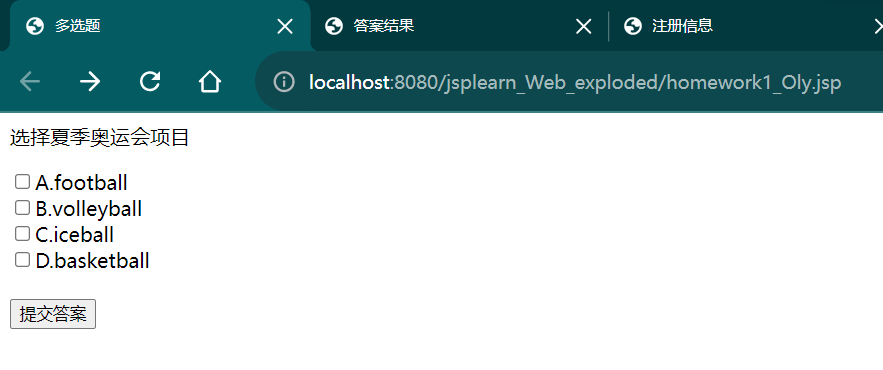 多选题 答案结果 注册信息
localhost:8080/jsplearn_Web_exploded/homework1_Oly.jsp
选择夏季奥运会项目
A.football
B.volleyball
C.iceball
D.basketball
提交答案